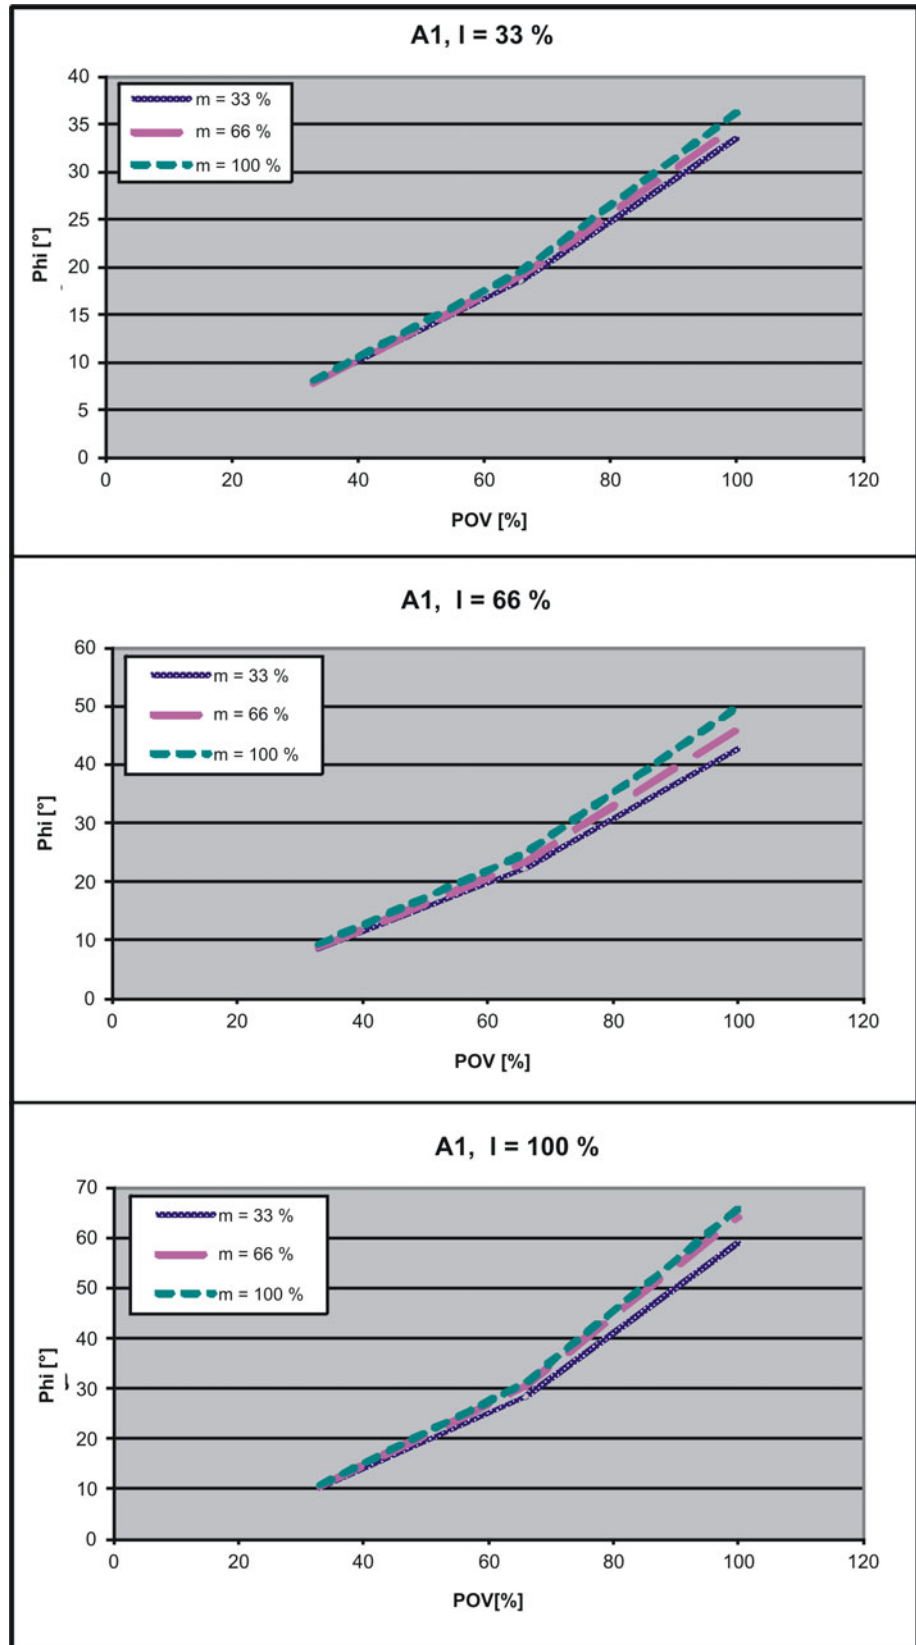 A1, l = 33 %
40
35
30
25
20
15
10
5
0
m = 33 %
m = 66 %
m = 100 %
Phi [°]
0 20 40 60 80 100 120
POV [%]
A1, l = 66 %
60
50
40
30
20
10
0
m = 33 %
m = 66 %
m = 100 %
Phi [°]
0 20 40 60 80 100 120
POV [%]
A1, l = 100 %
70
60
50
40
30
20
10
0
m = 33 %
m = 66 %
m = 100 %
Phi [°]
0 20 40 60 80 100 120
POV[%]